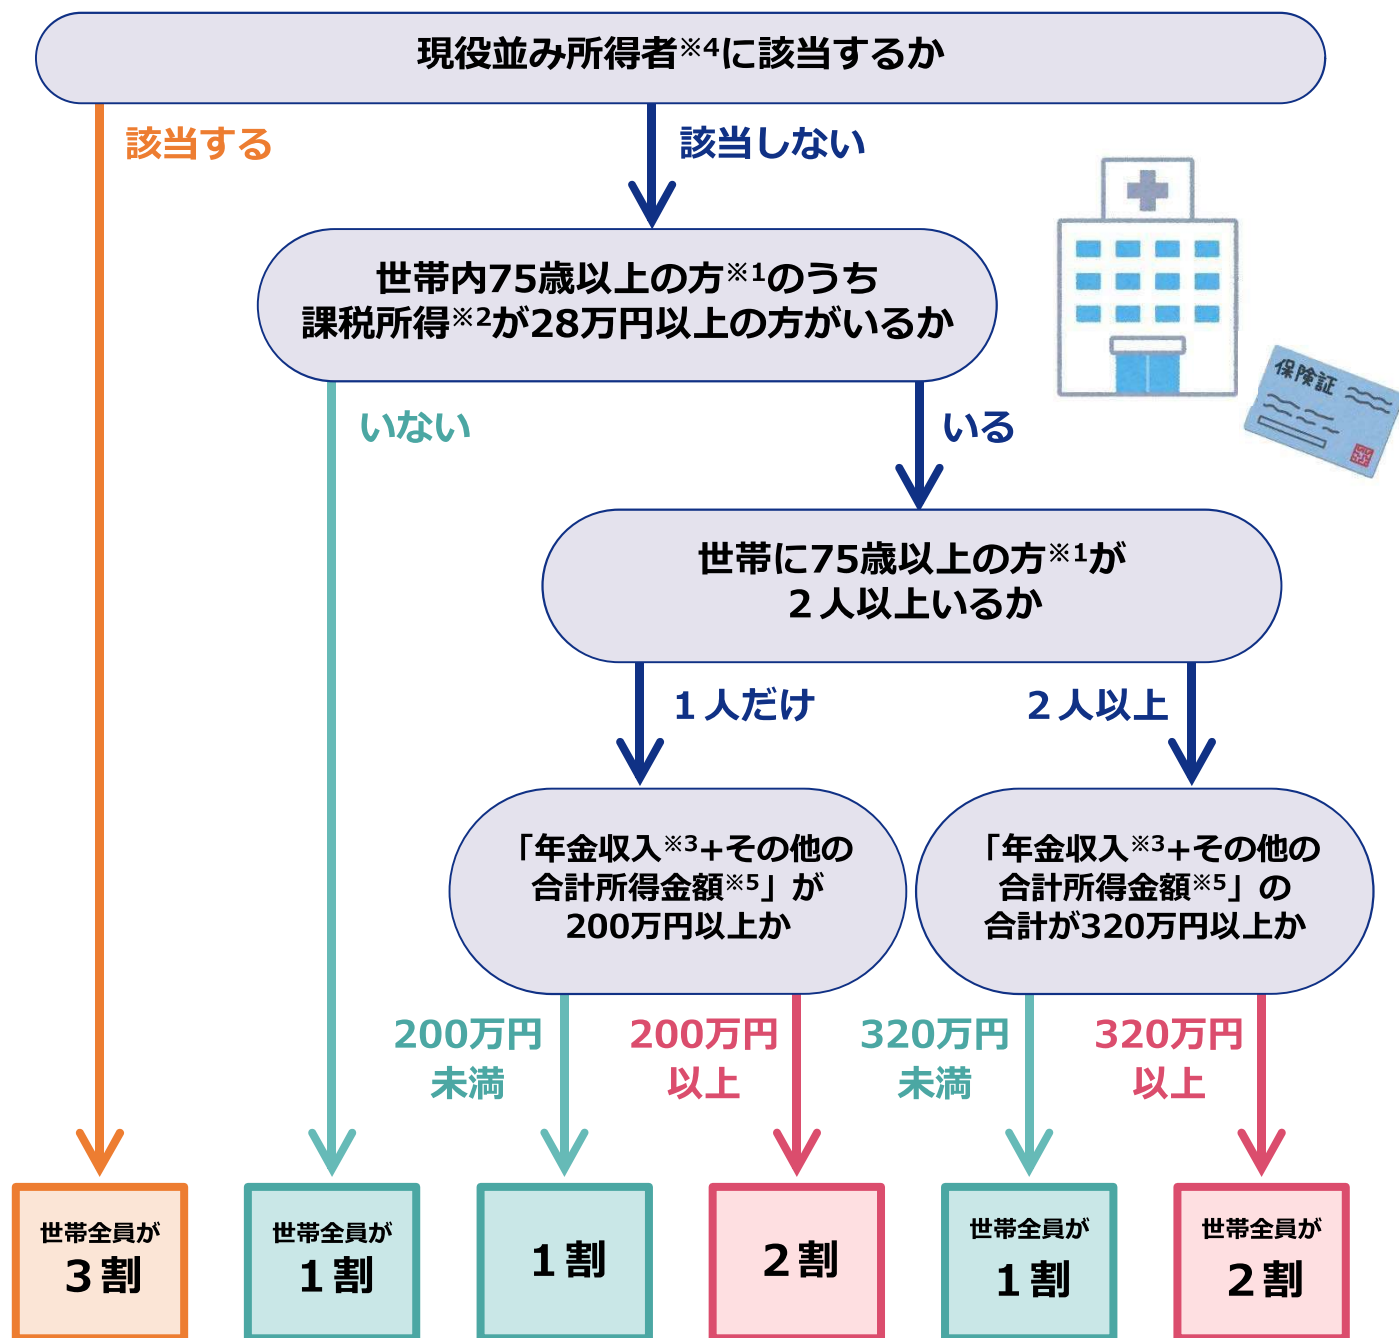 現役並み所得者※4に該当するか
該当する
該当しない
世帯内75歳以上の方※1のうち
課税所得※2が28万円以上の方がいるか
保険証
いない
いる
世帯に75歳以上の方※1が
２人以上いるか
１人だけ
２人以上
「年金収入※3+その他の
合計所得金額※5」が
200万円以上か
「年金収入※3+その他の
合計所得金額※5」の
合計が320万円以上か
200万円
未満
200万円
以上
320万円
未満
320万円
以上
世帯全員が
３割
世帯全員が
１割
１割
２割
世帯全員が
１割
世帯全員が
２割